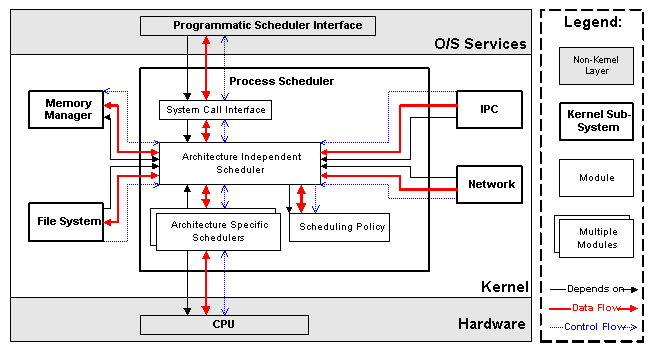 Programmatic Scheduler Interface
O/S Services
Process Scheduler
System Call Interface
Memory
Manager
IPC
Architecture Independent
Scheduler
Network
File System
Architecture Specific
Schedulers
Scheduling Policy
Kernel
CPU
Hardware
Legend:
Non-Kernel
Layer
Kernel Sub-
System
Module
Multiple
Modules
Depends on
Data Flow
Control Flow